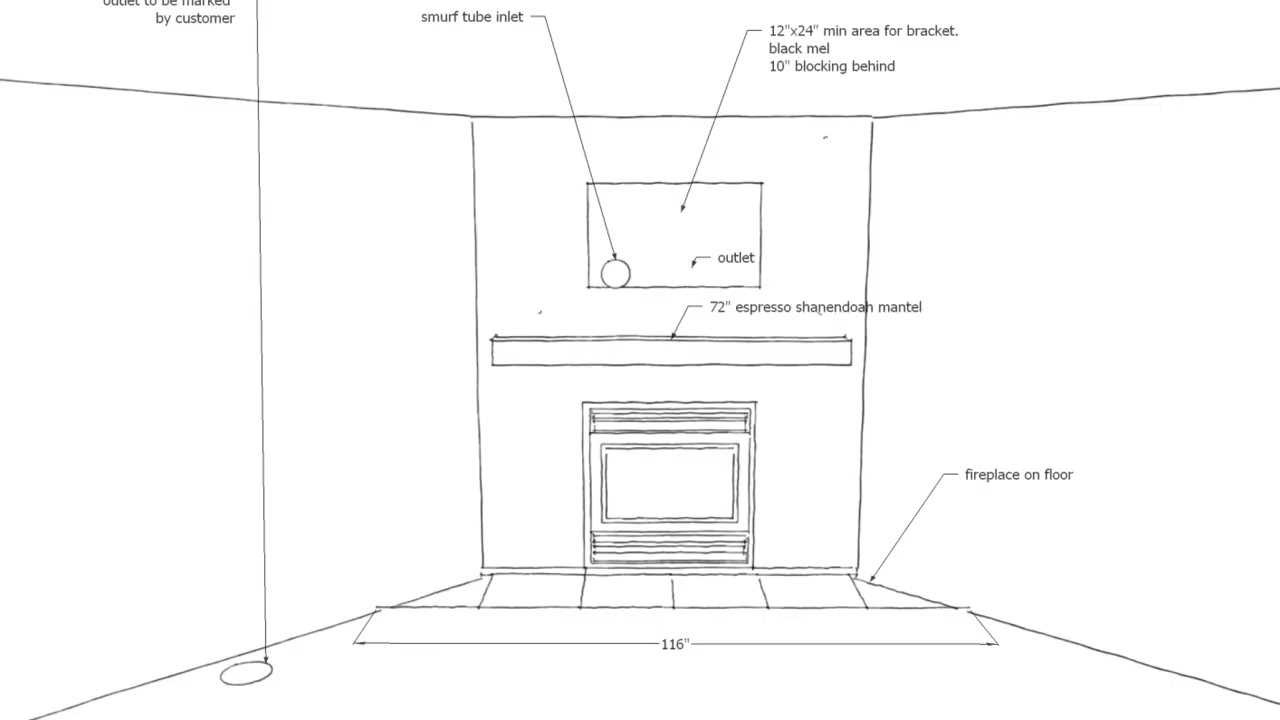 outlet to be marked
by customer
smurf tube inlet
12"x24" min area for bracket.
black mel
10" blocking behind
outlet
72" espresso shanendoah mantel
fireplace on floor
116"